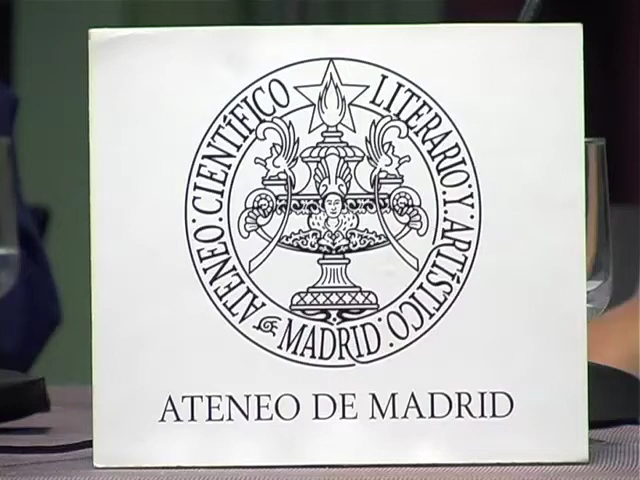 ATENEO·CIENTÍFICO
LITERARIO·Y·ARTÍSTICO·
MADRID·
ATENEO DE MADRID